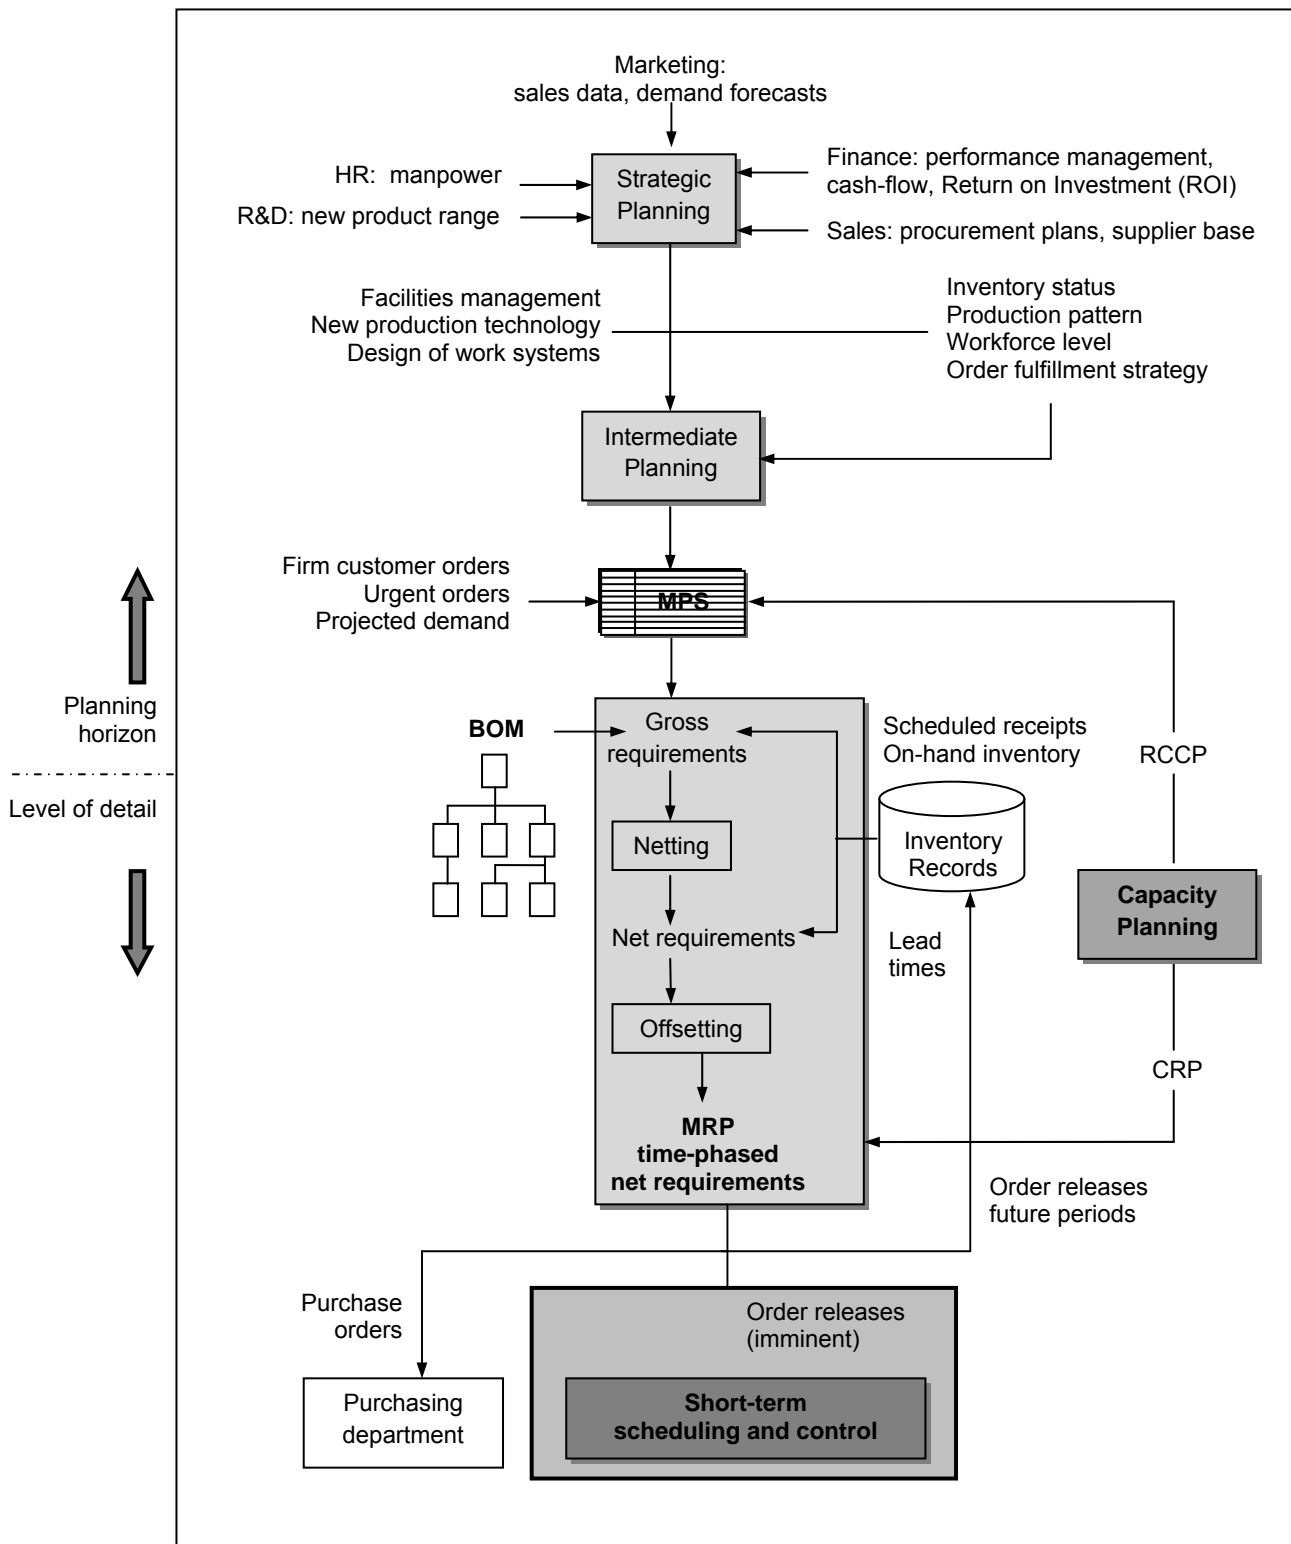 Marketing:
sales data, demand forecasts
HR:  manpower
R&D: new product range
Strategic
Planning
Finance: performance management,
cash-flow, Return on Investment (ROI)
Sales: procurement plans, supplier base
Facilities management
New production technology
Design of work systems
Inventory status
Production pattern
Workforce level
Order fulfillment strategy
Intermediate
Planning
Firm customer orders
Urgent orders
Projected demand
MPS
Planning
horizon
Level of detail
BOM
Gross
requirements
Netting
Net requirements
Offsetting
MRP
time-phased
net requirements
Scheduled receipts
On-hand inventory
Inventory
Records
Lead
times
RCCP
Capacity
Planning
CRP
Order releases
future periods
Purchase
orders
Purchasing
department
Order releases
(imminent)
Short-term
scheduling and control